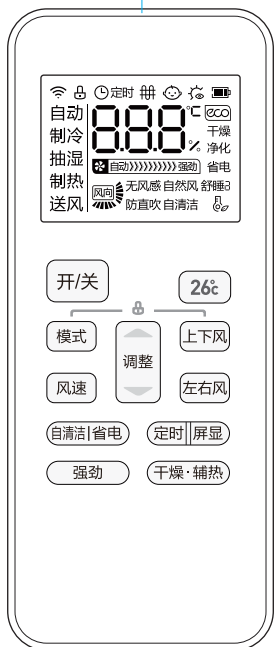 定时
自动 88.8 ℃ eco
制冷 % 干燥
抽湿 净化
自动 强劲 省电
制热 风向 无风感 自然风 舒睡3
送风 防直吹 自清洁
开/关 26℃
模式 调整 上下风
风速 左右风
自清洁|省电 定时 屏显
强劲 干燥·辅热